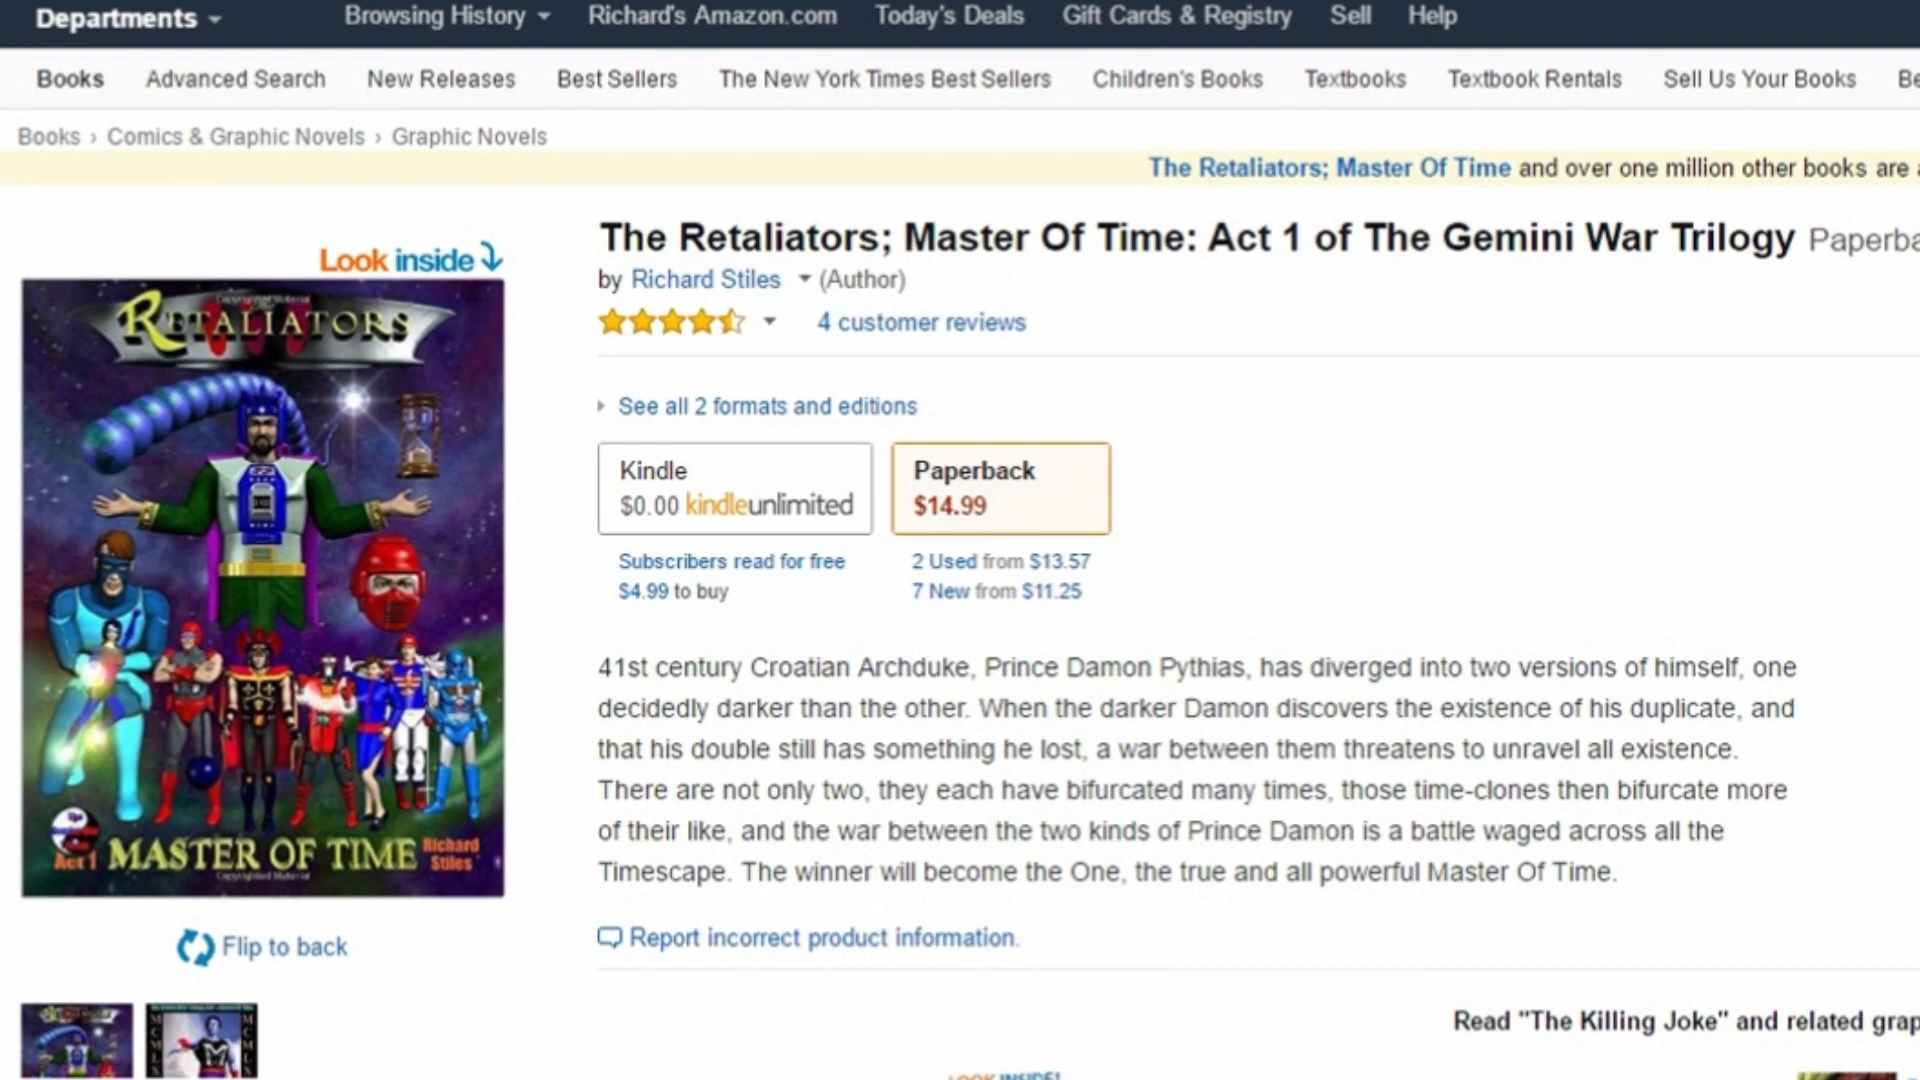 Departments
Browsing History Richard's Amazon.com Today's Deals Gift Cards & Registry Sell Help
Books Advanced Search New Releases Best Sellers The New York Times Best Sellers Children's Books Textbooks Textbook Rentals Sell Us Your Books Be
Books › Comics & Graphic Novels › Graphic Novels
The Retaliators; Master Of Time and over one million other books are
Look inside
The Retaliators; Master Of Time: Act 1 of The Gemini War Trilogy Paperba
by Richard Stiles (Author)
4 customer reviews
See all 2 formats and editions
Kindle
$0.00 kindleunlimited
Subscribers read for free
$4.99 to buy
Paperback
$14.99
2 Used from $13.57
7 New from $11.25
41st century Croatian Archduke, Prince Damon Pythias, has diverged into two versions of himself, one
decidedly darker than the other. When the darker Damon discovers the existence of his duplicate, and
that his double still has something he lost, a war between them threatens to unravel all existence.
There are not only two, they each have bifurcated many times, those time-clones then bifurcate more
of their like, and the war between the two kinds of Prince Damon is a battle waged across all the
Timescape. The winner will become the One, the true and all powerful Master Of Time.
Report incorrect product information.
Copyrighted Material
RETALIATORS
Act 1 MASTER OF TIME Richard Stiles
Copyrighted Material
Flip to back
MCMLX
M
MCMLX
Read "The Killing Joke" and related grap
LOOK INSIDE!